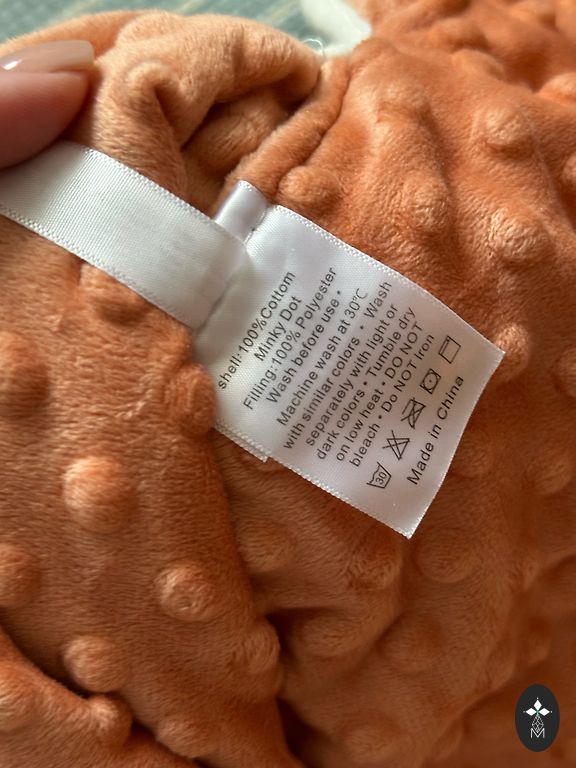 shell:100%Cotton
Minky Dot
Filling:100% Polyester
Wash before use •
Machine wash at 30℃
with similar colors • Wash
separately with light or
dark colors • Tumble dry
on low heat • DO NOT
bleach • Do NOT Iron
30
Made in China
M